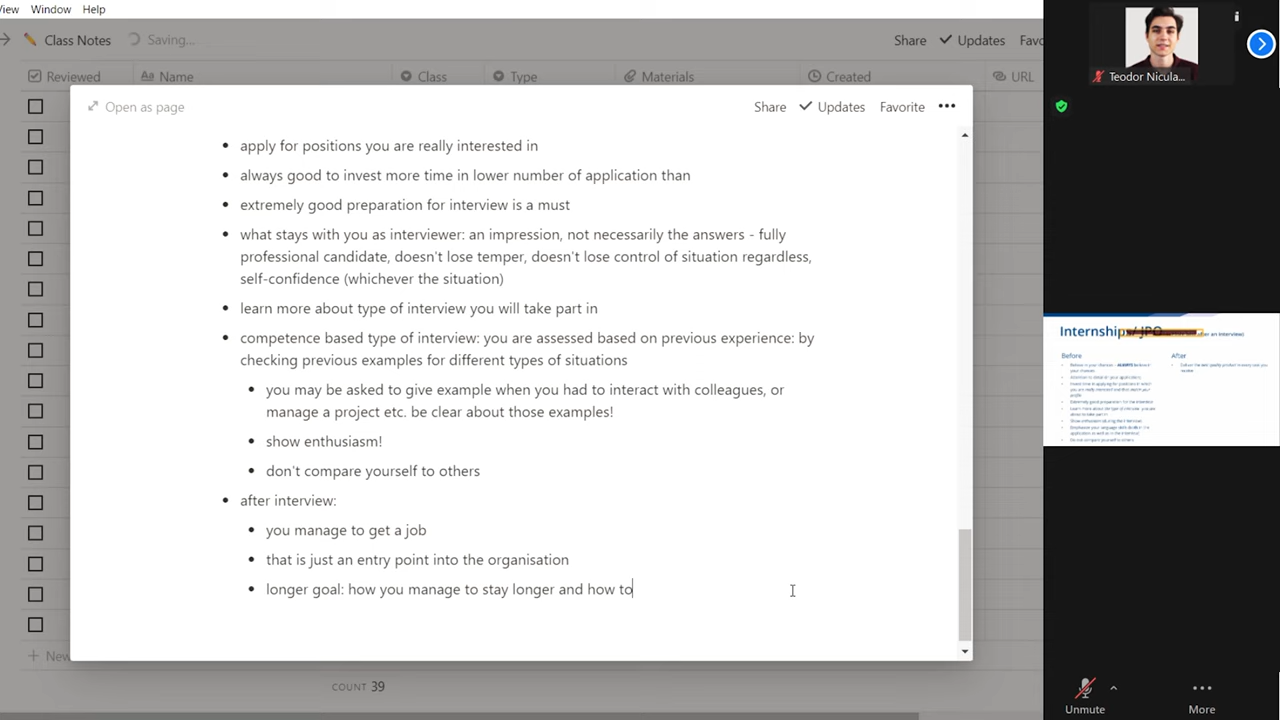 View Window Help
Class Notes Saving... Share Updates Favo
Reviewed Aa Name Class Type Materials Created URL
Open as page Share Updates Favorite •••
apply for positions you are really interested in
always good to invest more time in lower number of application than
extremely good preparation for interview is a must
what stays with you as interviewer: an impression, not necessarily the answers - fully
professional candidate, doesn't lose temper, doesn't lose control of situation regardless,
self-confidence (whichever the situation)
learn more about type of interview you will take part in
competence based type of interview: you are assessed based on previous experience: by
checking previous examples for different types of situations
you may be asked for example when you had to interact with colleagues, or
manage a project etc. be clear about those examples!
show enthusiasm!
don't compare yourself to others
after interview:
you manage to get a job
that is just an entry point into the organisation
longer goal: how you manage to stay longer and how to
+ New
COUNT 39
Teodor Nicula...
Internships/ JPO an interview)
Before
After
Unmute
More